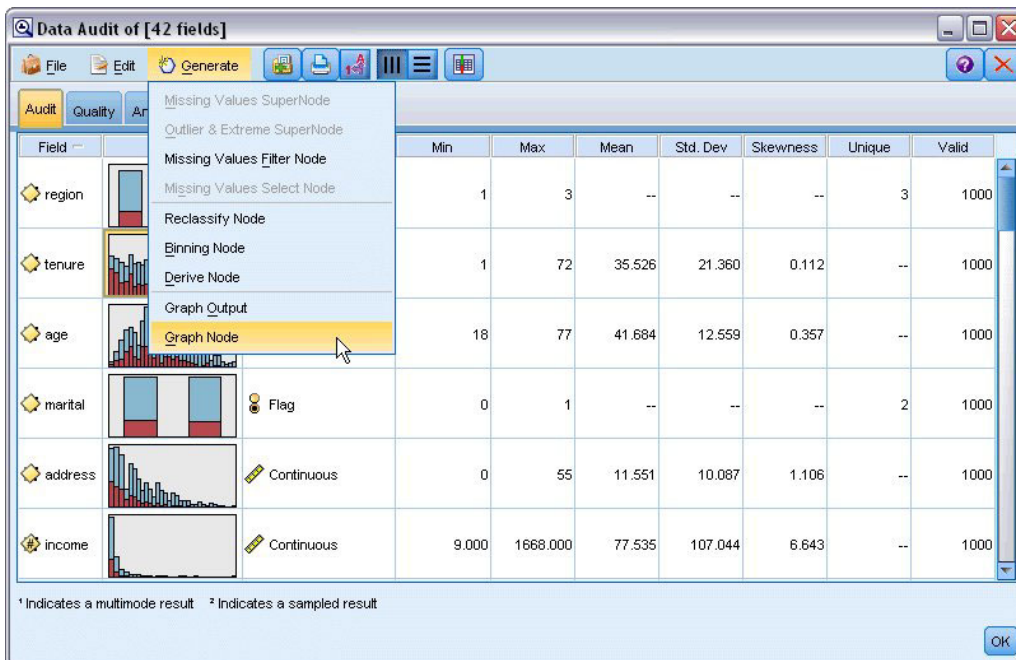 Data Audit of [42 fields]
File Edit Generate
Audit Quality An
Missing Values SuperNode
Outlier & Extreme SuperNode
Missing Values Filter Node
Missing Values Select Node
Reclassify Node
Binning Node
Derive Node
Graph Output
Graph Node
Field Min Max Mean Std. Dev Skewness Unique Valid
region 1 3 -- -- -- 3 1000
tenure 1 72 35.526 21.360 0.112 -- 1000
age 18 77 41.684 12.559 0.357 -- 1000
marital Flag 0 1 -- -- -- 2 1000
address Continuous 0 55 11.551 10.087 1.106 -- 1000
income Continuous 9.000 1668.000 77.535 107.044 6.643 -- 1000
¹ Indicates a multimode result ² Indicates a sampled result
OK